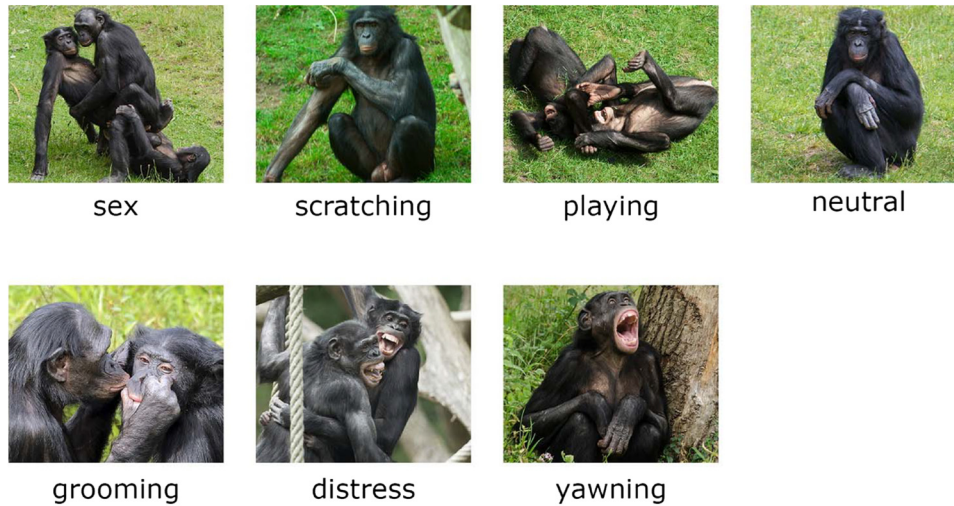 sex
scratching
playing
neutral
grooming
distress
yawning